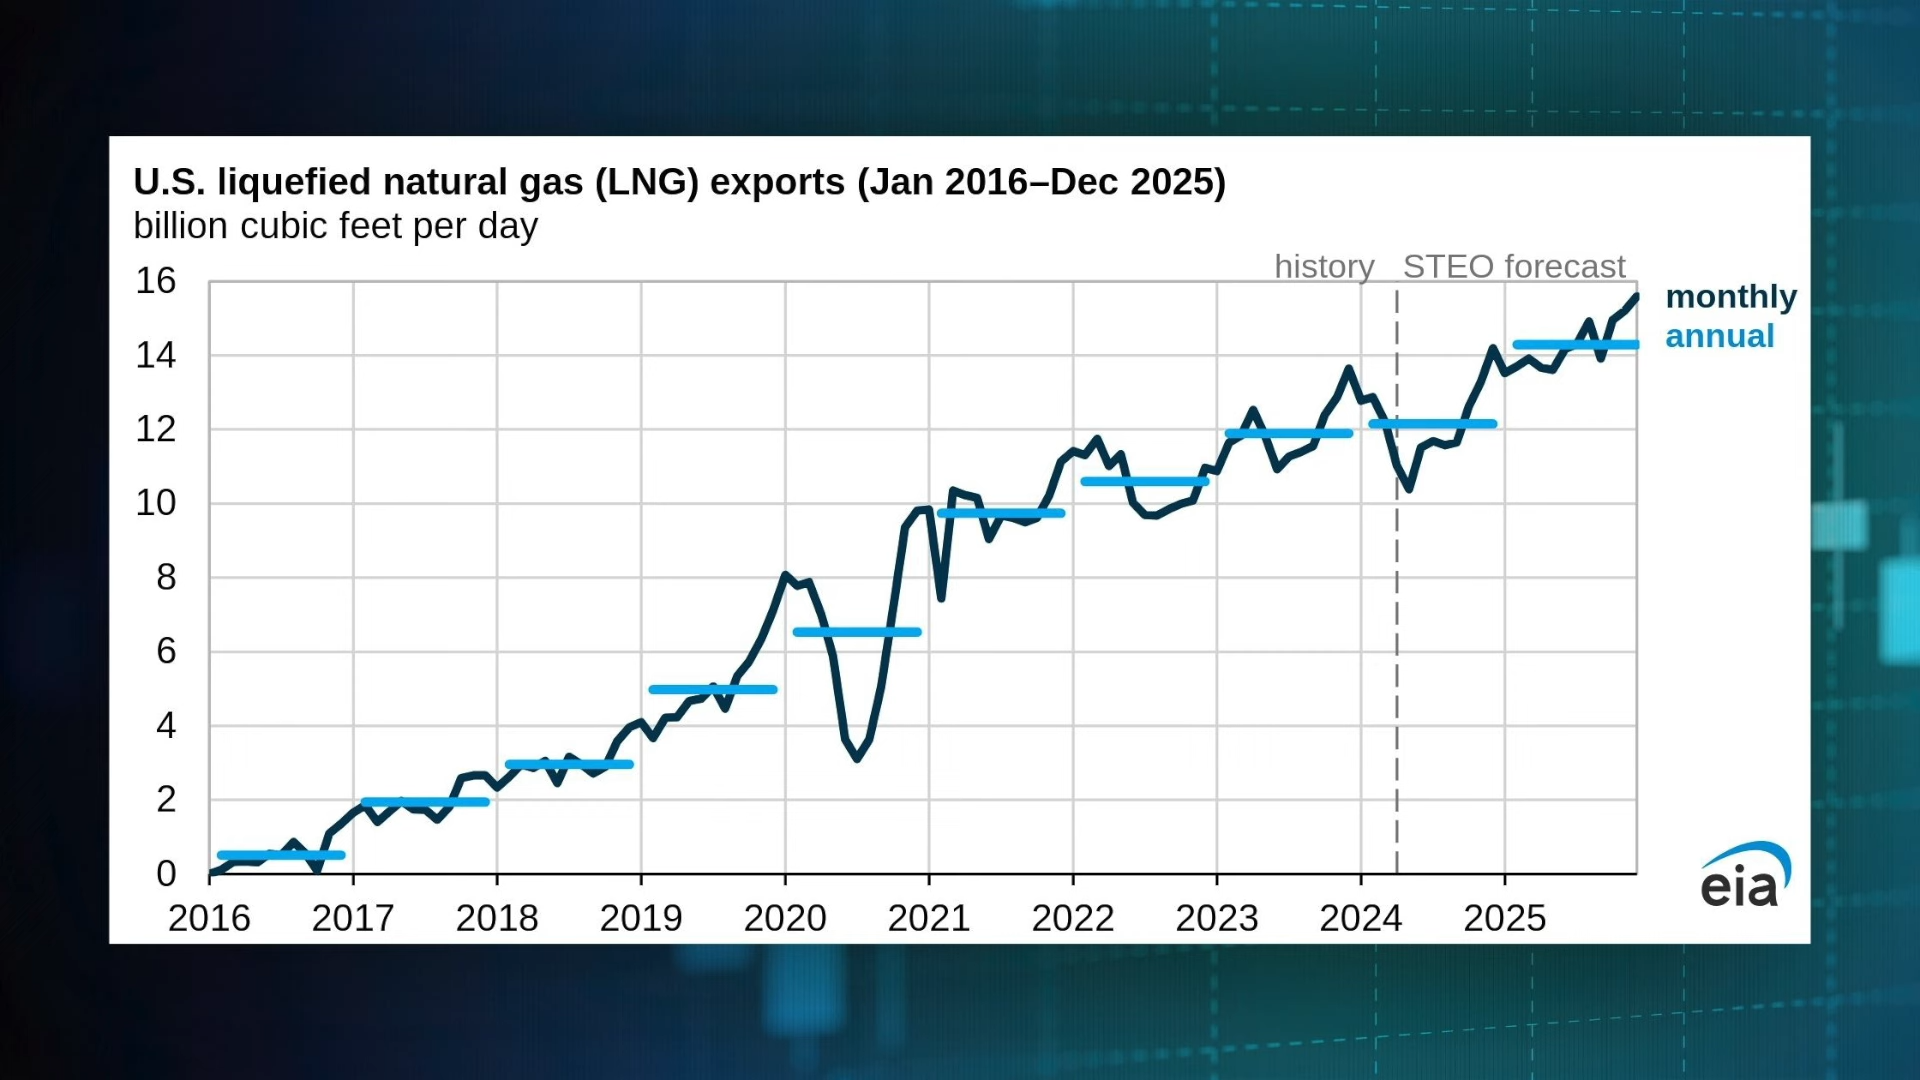 U.S. liquefied natural gas (LNG) exports (Jan 2016–Dec 2025)
billion cubic feet per day
history STEO forecast
monthly
annual
16
14
12
10
8
6
4
2
0
2016 2017 2018 2019 2020 2021 2022 2023 2024 2025
eia